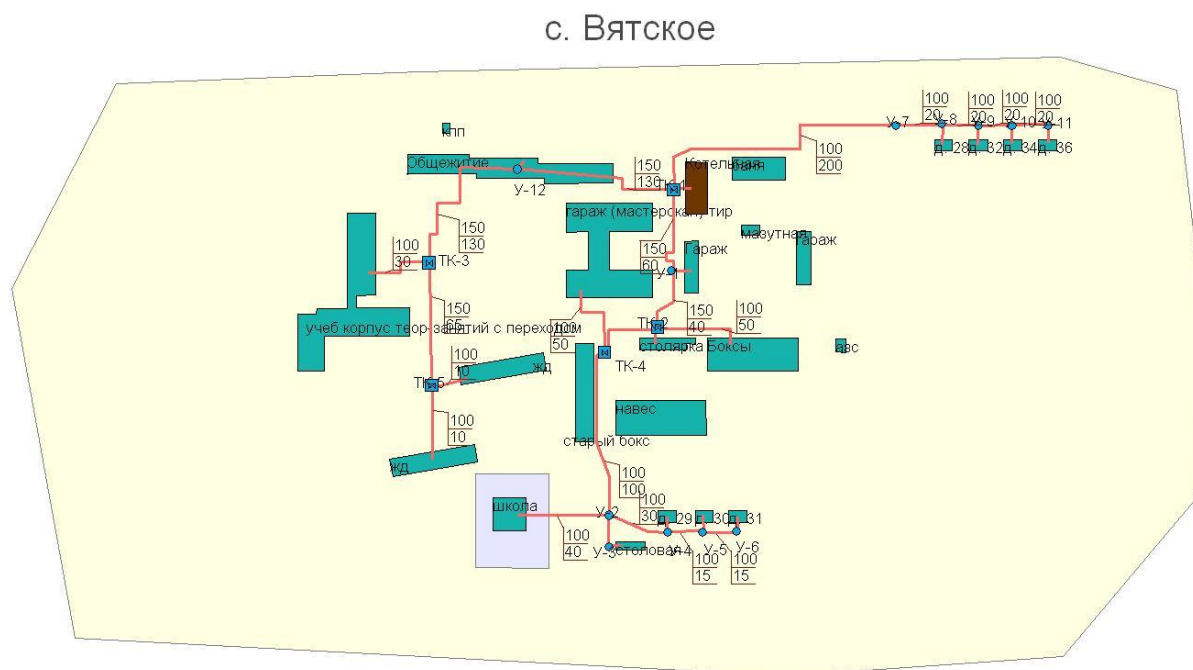 с. Вятское
кпп
Общежитие
У-12
150
130
ТК-1
Котельная
баня
100
200
У-7
100
20
У-8
100
20
У-9
100
20
У-10
100
20
У-11
д-28
д-32
д-34
д-36
гараж (мастерская) тир
мазутная
гараж
150
60
Гараж
У-1
150
130
100
30
ТК-3
150
65
учеб корпус теор-занятий с переходом
100
50
150
40
ТК-2
100
50
столярка
Боксы
азс
ТК-4
100
10
жд
ТК-5
100
10
жд
навес
старый бокс
100
100
100
30
школа
У-2
100
40
У-3
столовая
д-29
д-30
д-31
У-4
У-5
У-6
100
15
100
15